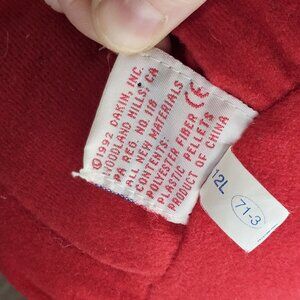 ©1992 DAKIN, INC.
WOODLAND HILLS, CA
PA REG. NO. 118
ALL NEW MATERIALS
CONTENTS:
POLYESTER FIBER
PLASTIC PELLETS
PRODUCT OF CHINA
CE
12L
71-3